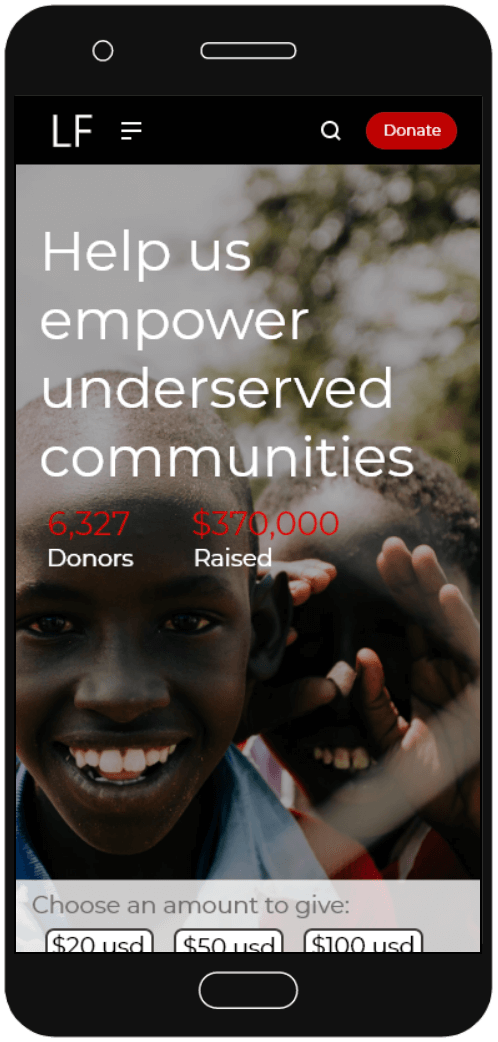 LF
Donate
Help us
empower
underserved
communities
6,327 $370,000
Donors Raised
Choose an amount to give:
$20 usd $50 usd $100 usd